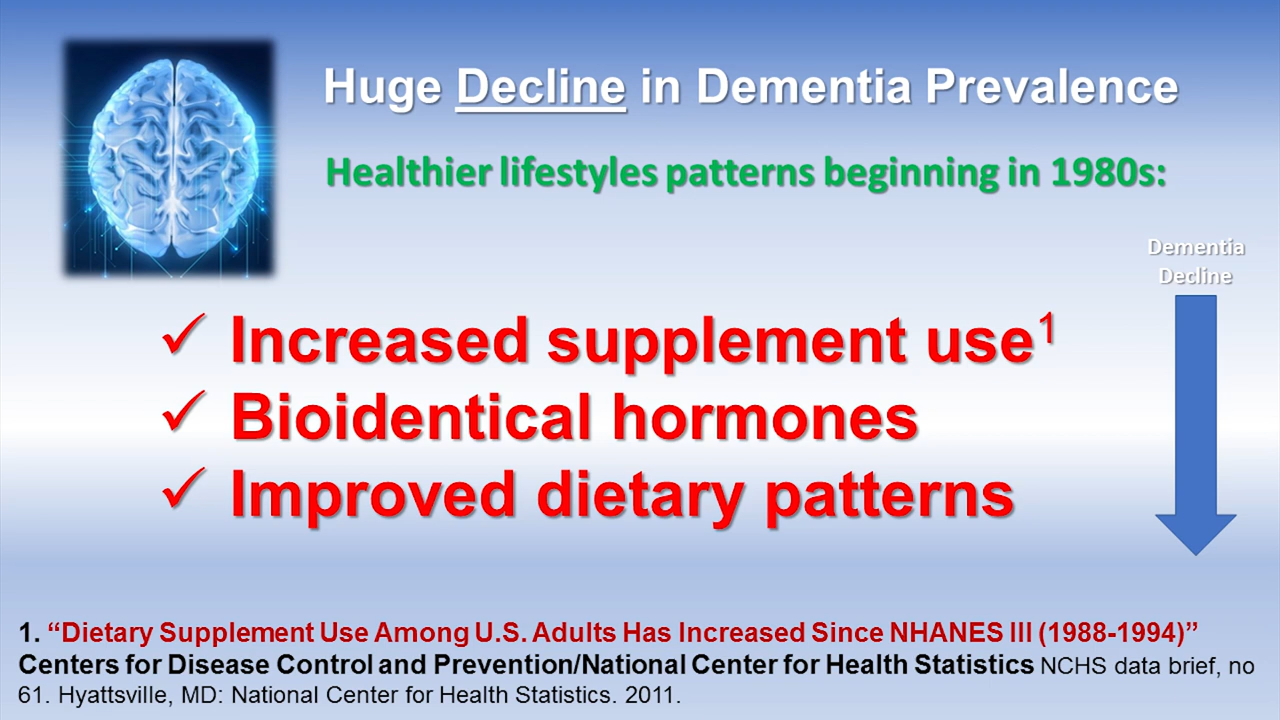 Huge Decline in Dementia Prevalence
Healthier lifestyles patterns beginning in 1980s:
Dementia
Decline
✓ Increased supplement use¹
✓ Bioidentical hormones
✓ Improved dietary patterns
1. “Dietary Supplement Use Among U.S. Adults Has Increased Since NHANES III (1988-1994)”
Centers for Disease Control and Prevention/National Center for Health Statistics NCHS data brief, no
61. Hyattsville, MD: National Center for Health Statistics. 2011.